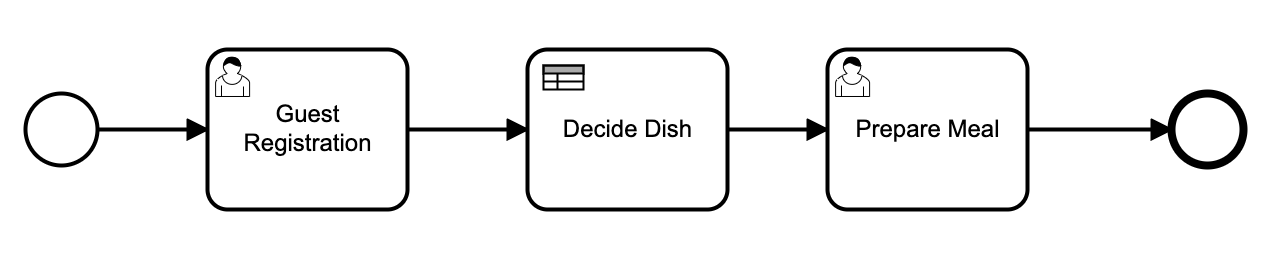 Guest
Registration
Decide Dish
Prepare Meal